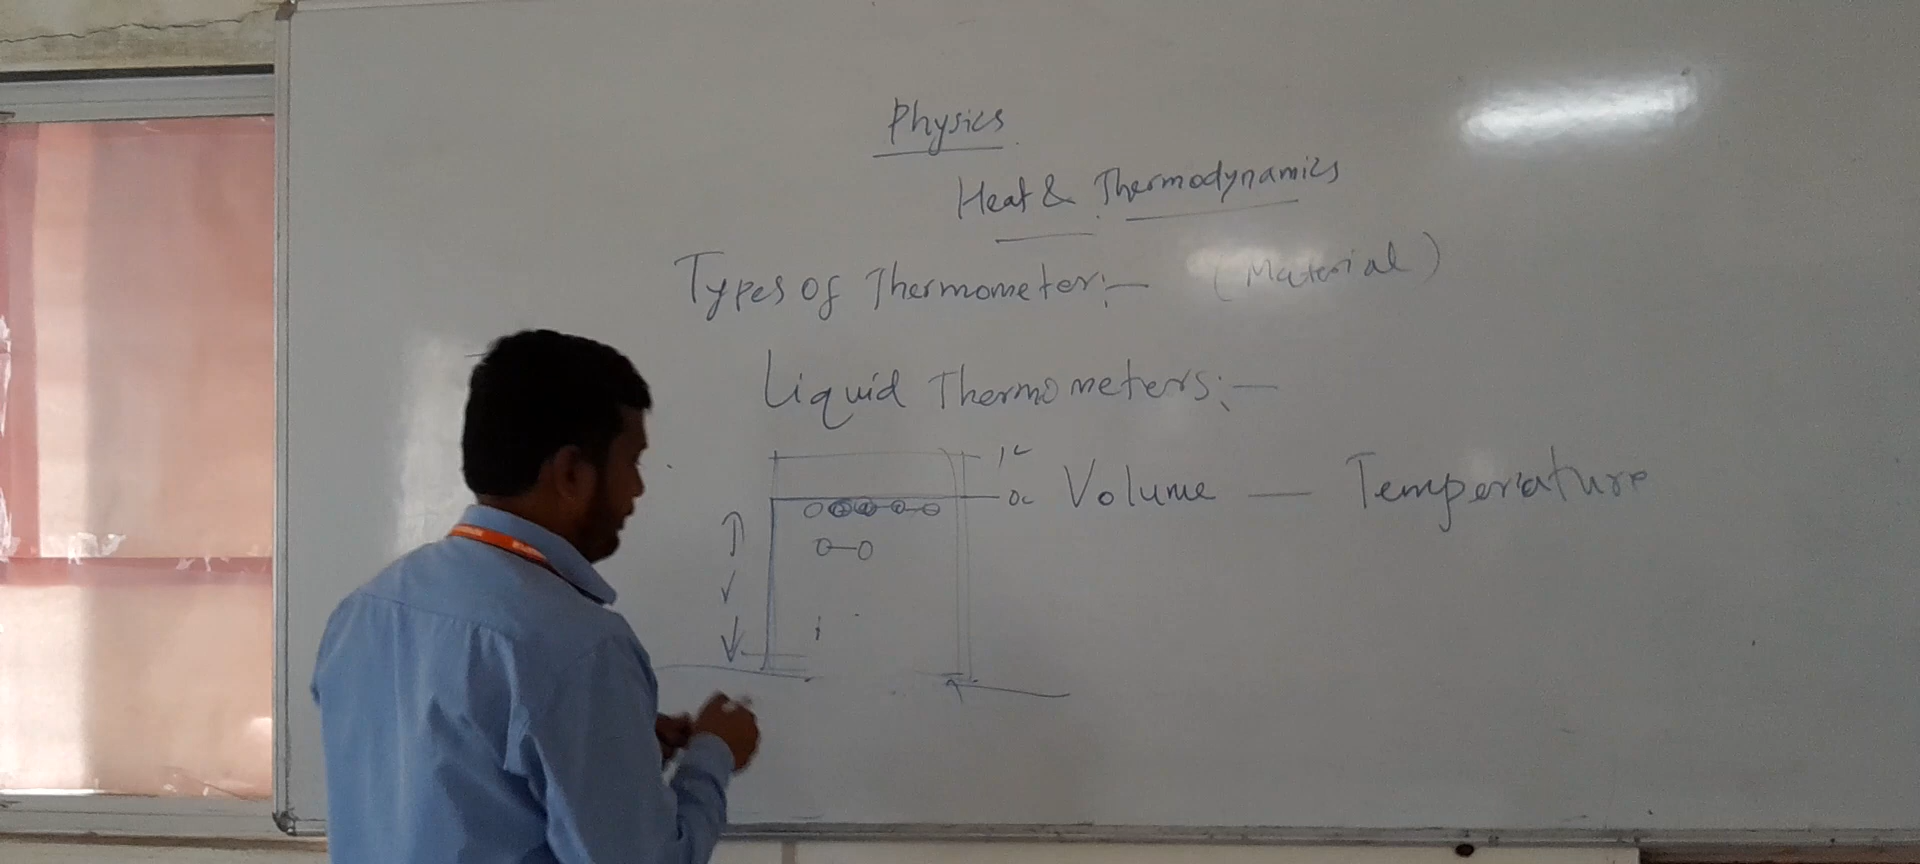 Physics
Heat & Thermodynamics
Types of Thermometer:- (Material)
Liquid Thermometers:-
Volume — Temperature